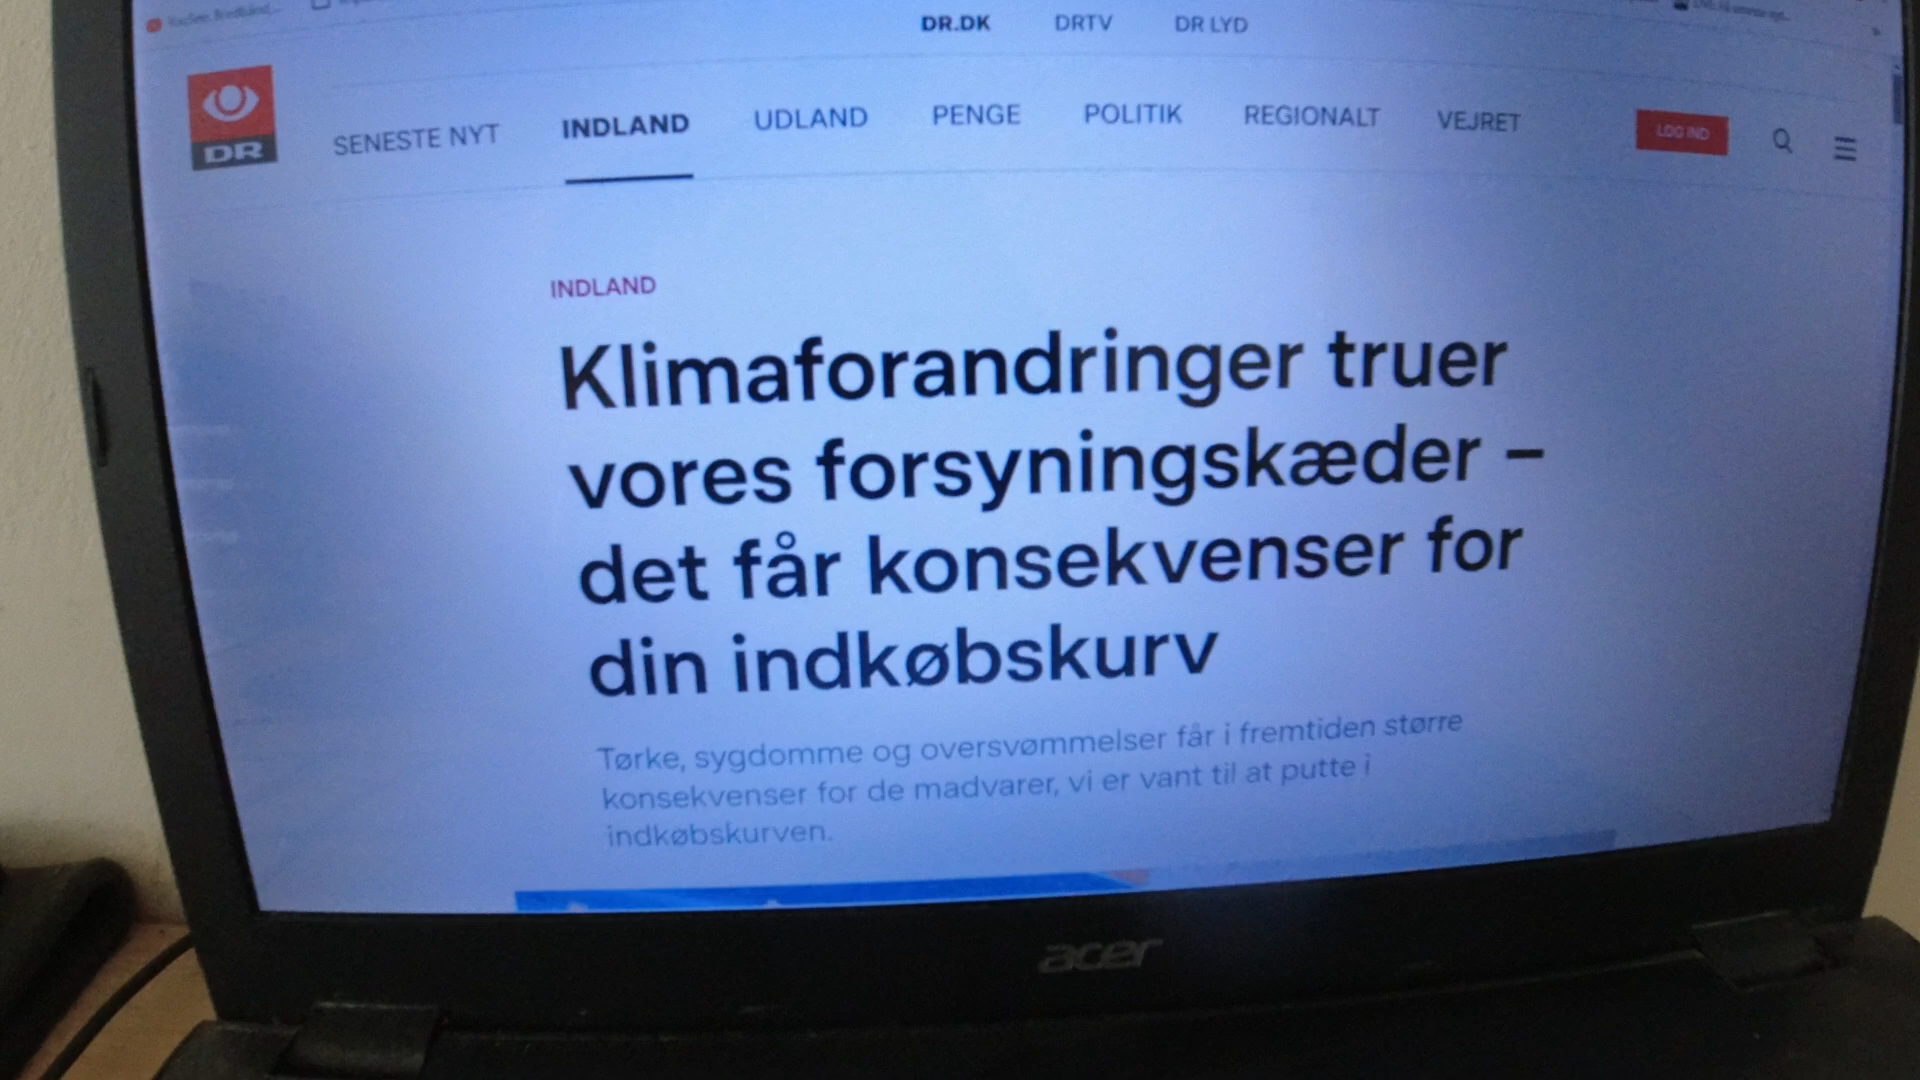 DR.DK DRTV DR LYD
DR
SENESTE NYT INDLAND UDLAND PENGE POLITIK REGIONALT VEJRET LOG IND
INDLAND
Klimaforandringer truer
vores forsyningskæder –
det får konsekvenser for
din indkøbskurv
Tørke, sygdomme og oversvømmelser får i fremtiden større
konsekvenser for de madvarer, vi er vant til at putte i
indkøbskurven.
acer